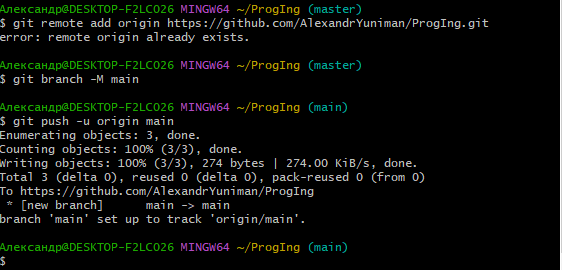 Александр@DESKTOP-F2LCO26 MINGW64 ~/ProgIng (master)
$ git remote add origin https://github.com/AlexandrYuniman/ProgIng.git
error: remote origin already exists.
Александр@DESKTOP-F2LCO26 MINGW64 ~/ProgIng (master)
$ git branch -M main
Александр@DESKTOP-F2LCO26 MINGW64 ~/ProgIng (main)
$ git push -u origin main
Enumerating objects: 3, done.
Counting objects: 100% (3/3), done.
Writing objects: 100% (3/3), 274 bytes | 274.00 KiB/s, done.
Total 3 (delta 0), reused 0 (delta 0), pack-reused 0 (from 0)
To https://github.com/AlexandrYuniman/ProgIng
 * [new branch]      main -> main
branch 'main' set up to track 'origin/main'.
Александр@DESKTOP-F2LCO26 MINGW64 ~/ProgIng (main)
$